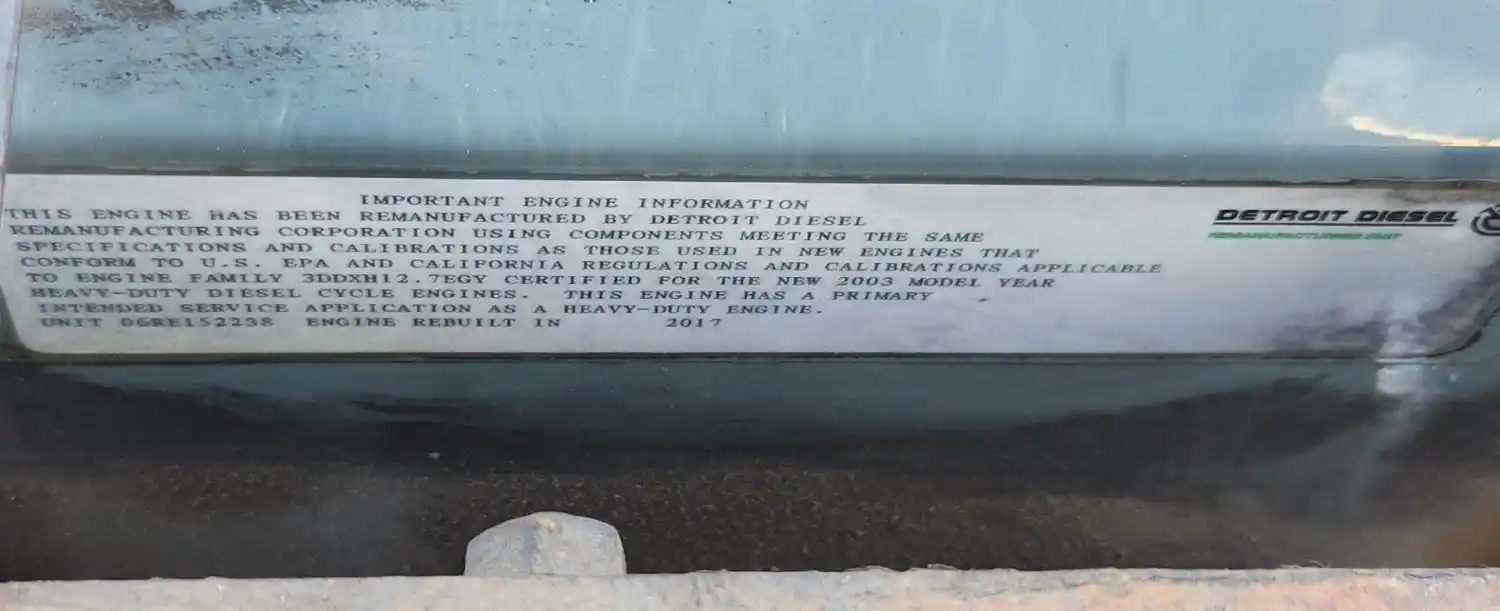 IMPORTANT ENGINE INFORMATION
THIS ENGINE HAS BEEN REMANUFACTURED BY DETROIT DIESEL
REMANUFACTURING CORPORATION USING COMPONENTS MEETING THE SAME
SPECIFICATIONS AND CALIBRATIONS AS THOSE USED IN NEW ENGINES THAT
CONFORM TO U.S. EPA AND CALIFORNIA REGULATIONS AND CALIBRATIONS APPLICABLE
TO ENGINE FAMILY 3DDXH12.7EGY CERTIFIED FOR THE NEW 2003 MODEL YEAR
HEAVY-DUTY DIESEL CYCLE ENGINES. THIS ENGINE HAS A PRIMARY
INTENDED SERVICE APPLICATION AS A HEAVY-DUTY ENGINE.
UNIT 06RE152238 ENGINE REBUILT IN 2017
DETROIT DIESEL
REMANUFACTURING EAST